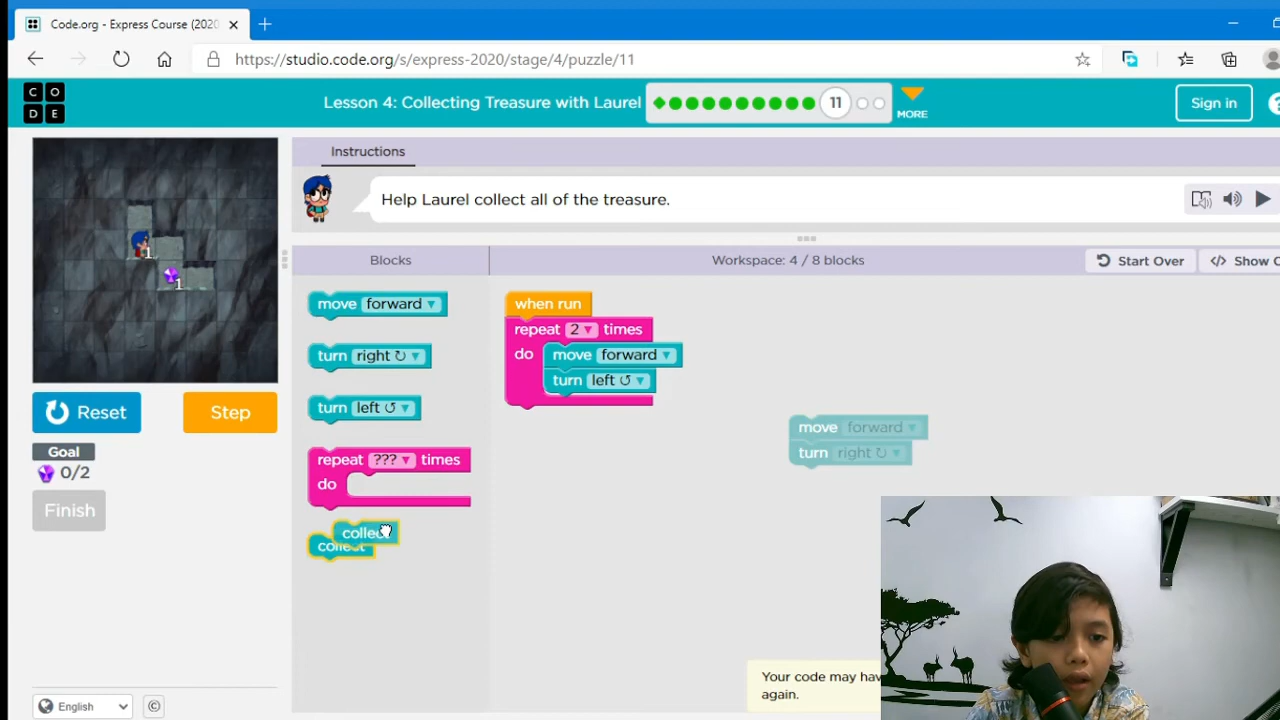 Code.org - Express Course (2020
https://studio.code.org/s/express-2020/stage/4/puzzle/11
C O
D E
Lesson 4: Collecting Treasure with Laurel
11
MORE
Sign in
?
Instructions
Help Laurel collect all of the treasure.
1
1
Blocks
Workspace: 4 / 8 blocks
Start Over
</> Show C
move forward
turn right
turn left
repeat ??? times
do
collect
collect
when run
repeat 2 times
do move forward
turn left
move forward
turn right
Reset
Step
Goal
0/2
Finish
Your code may hav
again.
English
©